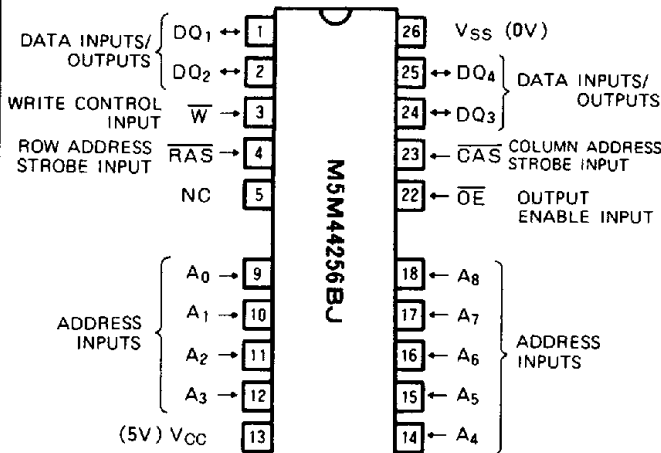 DATA INPUTS/
OUTPUTS
DQ1 ↔ 1
DQ2 ↔ 2
WRITE CONTROL
INPUT
W̅ → 3
ROW ADDRESS
STROBE INPUT
R̅A̅S̅ → 4
NC 5
ADDRESS
INPUTS
A0 → 9
A1 → 10
A2 → 11
A3 → 12
(5V) VCC 13
M5M44256BJ
26 VSS (0V)
25 ↔ DQ4
24 ↔ DQ3
DATA INPUTS/
OUTPUTS
23 ← C̅A̅S̅
COLUMN ADDRESS
STROBE INPUT
22 ← O̅E̅
OUTPUT
ENABLE INPUT
18 ← A8
17 ← A7
16 ← A6
15 ← A5
14 ← A4
ADDRESS
INPUTS